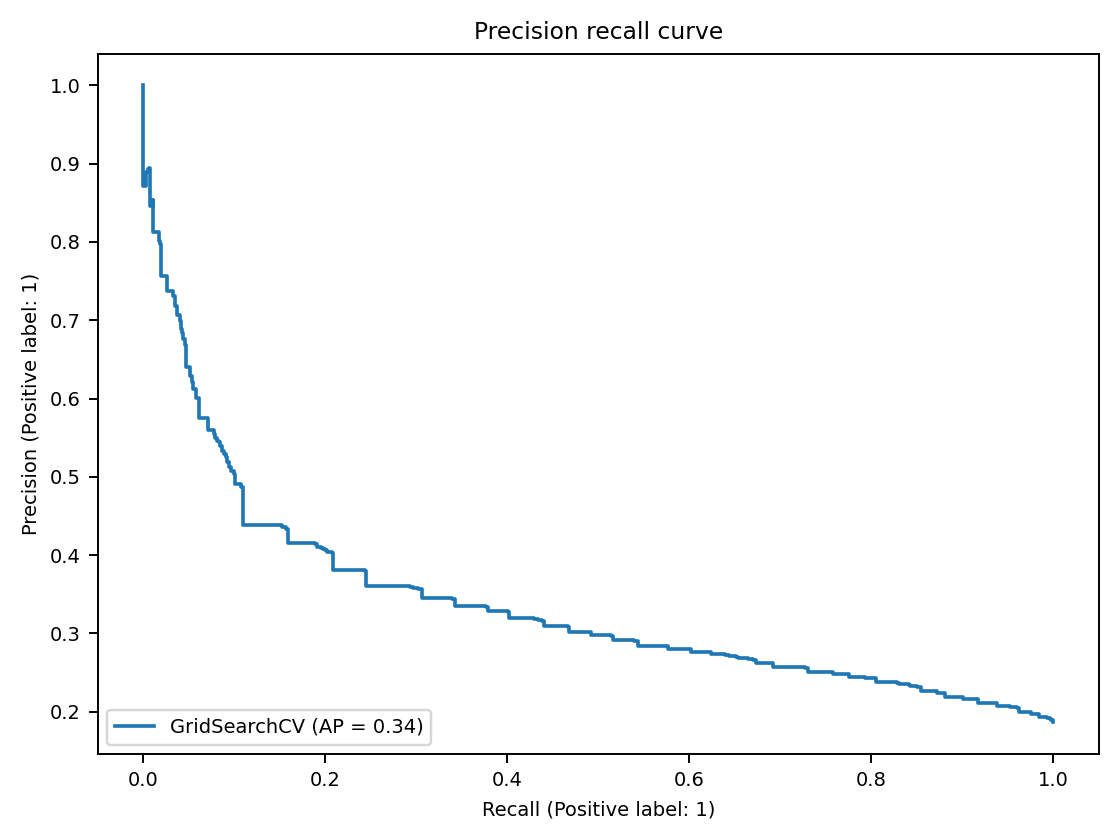 Precision recall curve
1.0
0.9
0.8
0.7
0.6
0.5
0.4
0.3
0.2
Precision (Positive label: 1)
GridSearchCV (AP = 0.34)
0.0 0.2 0.4 0.6 0.8 1.0
Recall (Positive label: 1)